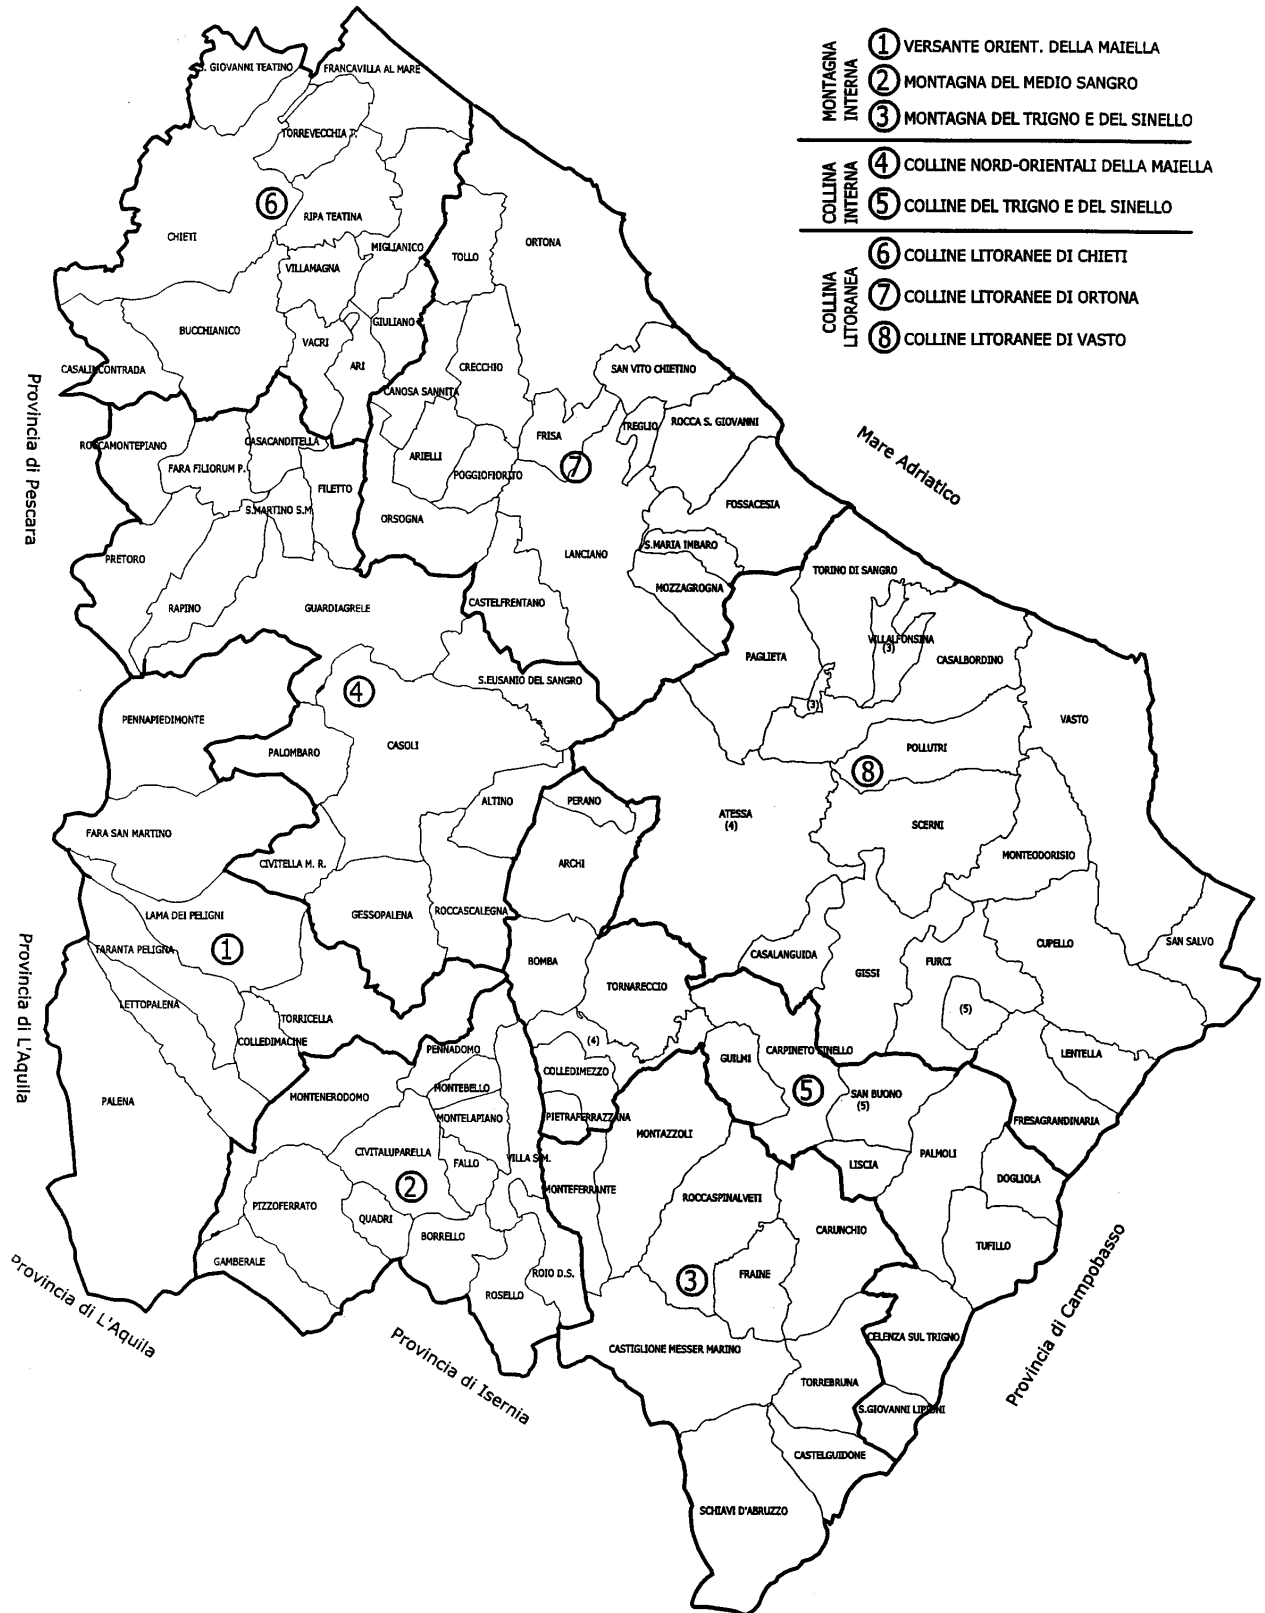 MONTAGNA
INTERNA
1 VERSANTE ORIENT. DELLA MAIELLA
2 MONTAGNA DEL MEDIO SANGRO
3 MONTAGNA DEL TRIGNO E DEL SINELLO
COLLINA
INTERNA
4 COLLINE NORD-ORIENTALI DELLA MAIELLA
5 COLLINE DEL TRIGNO E DEL SINELLO
COLLINA
LITORANEA
6 COLLINE LITORANEE DI CHIETI
7 COLLINE LITORANEE DI ORTONA
8 COLLINE LITORANEE DI VASTO
S. GIOVANNI TEATINO
FRANCAVILLA AL MARE
TORREVECCHIA T.
6
RIPA TEATINA
CHIETI
MIGLIANICO
ORTONA
TOLLO
VILLAMAGNA
BUCCHIANICO
GIULIANO
VACRI
ARI
CASALINCONTRADA
CRECCHIO
SAN VITO CHIETINO
CANOSA SANNITA
Provincia di Pescara
ROCCAMONTEPIANO
CASACANDITELLA
FRISA
TREGLIO
ROCCA S. GIOVANNI
Mare Adriatico
FARA FILIORUM P.
ARIELLI
POGGIOFIORITO
7
FILETTO
S.MARTINO S.M
ORSOGNA
FOSSACESIA
PRETORO
LANCIANO
S.MARIA IMBARO
RAPINO
GUARDIAGRELE
CASTELFRENTANO
MOZZAGROGNA
TORINO DI SANGRO
VILLALFONSINA
(3)
PAGLIETA
CASALBORDINO
S.EUSANIO DEL SANGRO
4
(3)
PENNAPIEDIMONTE
VASTO
PALOMBARO
CASOLI
POLLUTRI
8
ALTINO
PERANO
ATESSA
(4)
SCERNI
FARA SAN MARTINO
CIVITELLA M. R.
ARCHI
MONTEODORISIO
LAMA DEI PELIGNI
GESSOPALENA
ROCCASCALEGNA
1
TARANTA PELIGNA
BOMBA
CASALANGUIDA
GISSI
FURCI
CUPELLO
SAN SALVO
Provincia di L'Aquila
LETTOPALENA
TORNARECCIO
(5)
TORRICELLA
COLLEDIMACINE
PENNADOMO
(4)
GUILMI
CARPINETO SINELLO
LENTELLA
COLLEDIMEZZO
5
PALENA
MONTENERODOMO
MONTEBELLO
SAN BUONO
(5)
MONTELAPIANO
PIETRAFERRAZZANA
MONTAZZOLI
FRESAGRANDINARIA
CIVITALUPARELLA
FALLO
VILLA S.M.
LISCIA
PALMOLI
2
MONTEFERRANTE
ROCCASPINALVETI
DOGLIOLA
PIZZOFERRATO
QUADRI
BORRELLO
CARUNCHIO
TUFILLO
GAMBERALE
ROIO D.S.
3
FRAINE
Provincia di L'Aquila
ROSELLO
Provincia di Campobasso
Provincia di Isernia
CASTIGLIONE MESSER MARINO
CELENZA SUL TRIGNO
TORREBRUNA
S.GIOVANNI LIPIONI
CASTELGUIDONE
SCHIAVI D'ABRUZZO